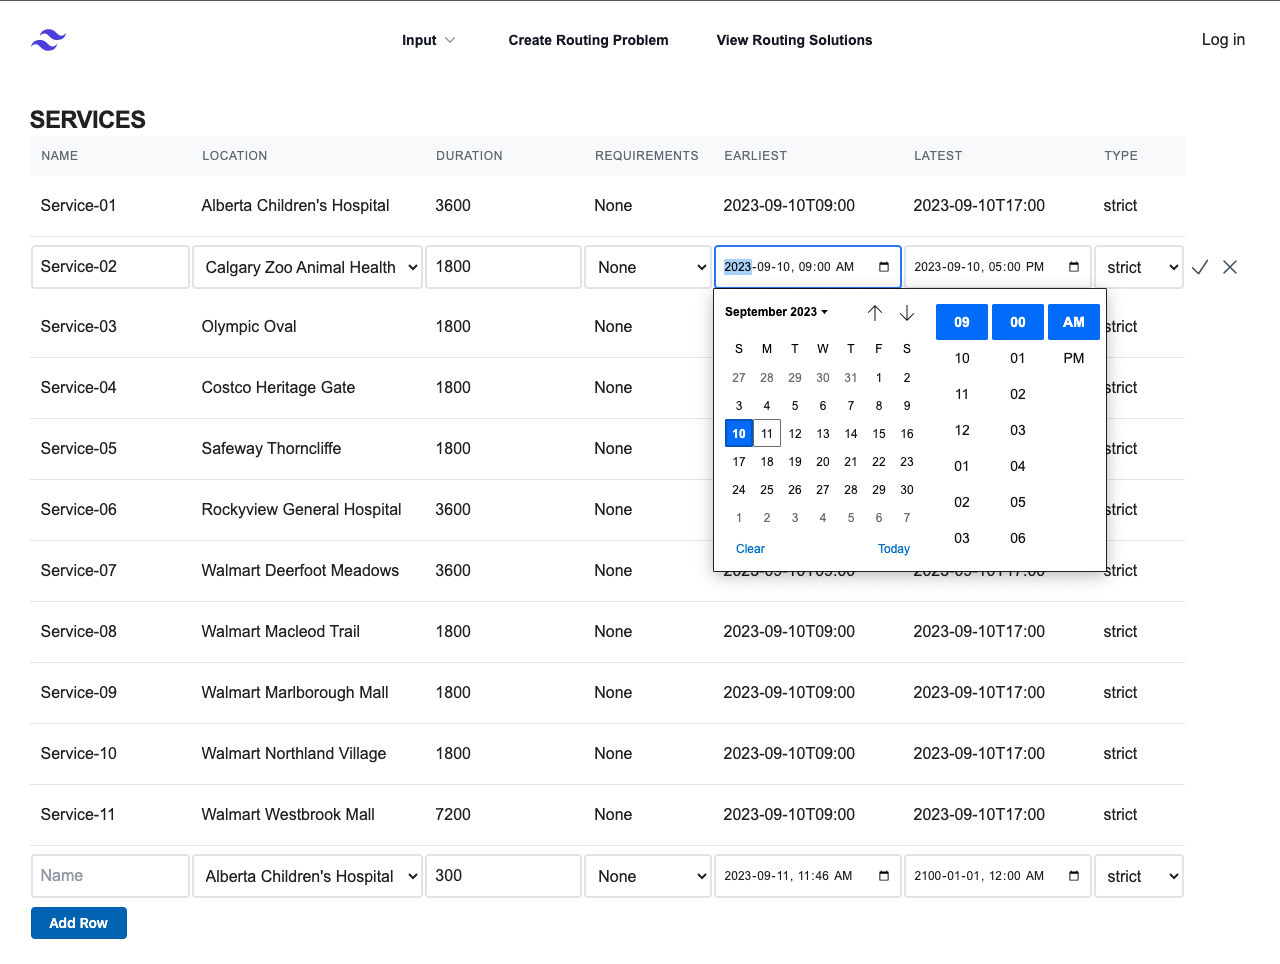 Input Create Routing Problem View Routing Solutions Log in
SERVICES
NAME LOCATION DURATION REQUIREMENTS EARLIEST LATEST TYPE
Service-01 Alberta Children's Hospital 3600 None 2023-09-10T09:00 2023-09-10T17:00 strict
Service-02 Calgary Zoo Animal Health 1800 None 2023-09-10, 09:00 AM 2023-09-10, 05:00 PM strict
September 2023 09 00 AM
Service-03 Olympic Oval 1800 None strict
S M T W T F S 10 01 PM
27 28 29 30 31 1 2
Service-04 Costco Heritage Gate 1800 None 11 02 strict
3 4 5 6 7 8 9
10 11 12 13 14 15 16 12 03
Service-05 Safeway Thorncliffe 1800 None strict
17 18 19 20 21 22 23 01 04
24 25 26 27 28 29 30 02 05
Service-06 Rockyview General Hospital 3600 None strict
1 2 3 4 5 6 7
Clear Today 03 06
Service-07 Walmart Deerfoot Meadows 3600 None 2023-09-10T09:00 2023-09-10T17:00 strict
Service-08 Walmart Macleod Trail 1800 None 2023-09-10T09:00 2023-09-10T17:00 strict
Service-09 Walmart Marlborough Mall 1800 None 2023-09-10T09:00 2023-09-10T17:00 strict
Service-10 Walmart Northland Village 1800 None 2023-09-10T09:00 2023-09-10T17:00 strict
Service-11 Walmart Westbrook Mall 7200 None 2023-09-10T09:00 2023-09-10T17:00 strict
Name Alberta Children's Hospital 300 None 2023-09-11, 11:46 AM 2100-01-01, 12:00 AM strict
Add Row